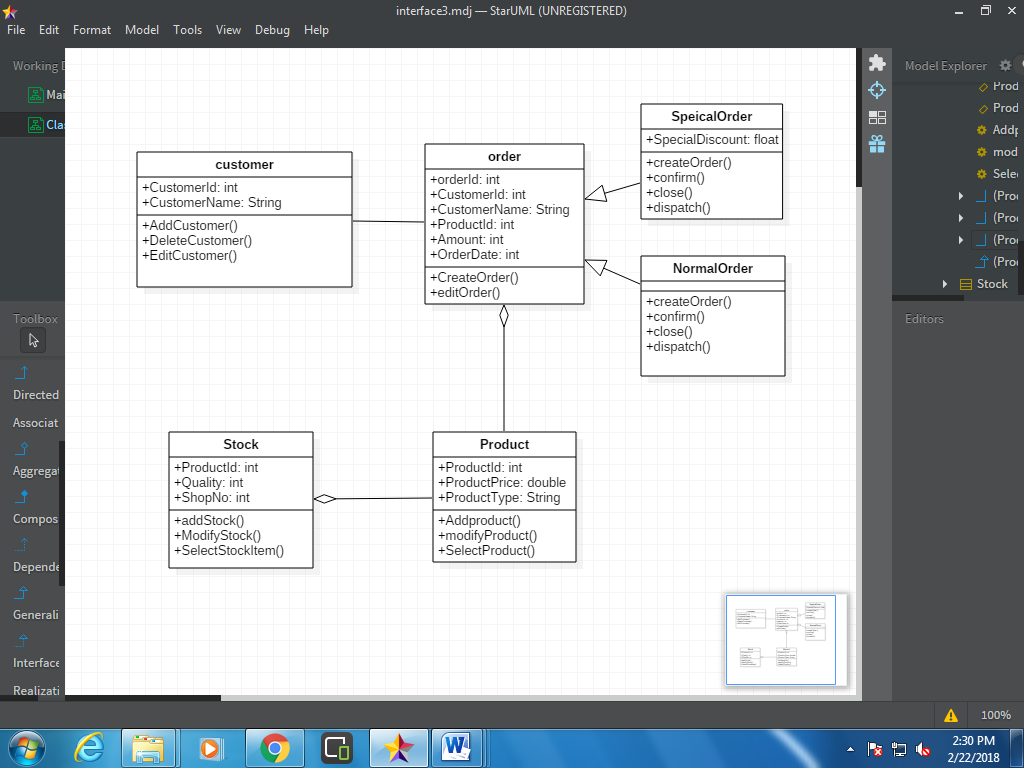 interface3.mdj — StarUML (UNREGISTERED)
File Edit Format Model Tools View Debug Help
Working D
Mai
Cla
customer
+CustomerId: int
+CustomerName: String
+AddCustomer()
+DeleteCustomer()
+EditCustomer()
order
+orderId: int
+CustomerId: int
+CustomerName: String
+ProductId: int
+Amount: int
+OrderDate: int
+CreateOrder()
+editOrder()
SpeicalOrder
+SpecialDiscount: float
+createOrder()
+confirm()
+close()
+dispatch()
NormalOrder
+createOrder()
+confirm()
+close()
+dispatch()
Stock
+ProductId: int
+Quality: int
+ShopNo: int
+addStock()
+ModifyStock()
+SelectStockItem()
Product
+ProductId: int
+ProductPrice: double
+ProductType: String
+Addproduct()
+modifyProduct()
+SelectProduct()
Toolbox
Directed
Associat
Aggregat
Compos
Depende
Generali
Interface
Realizati
Model Explorer
Prod
Prod
Addp
mod
Selec
(Pro
(Pro
(Pro
(Pro
Stock
Editors
100%
2:30 PM
2/22/2018